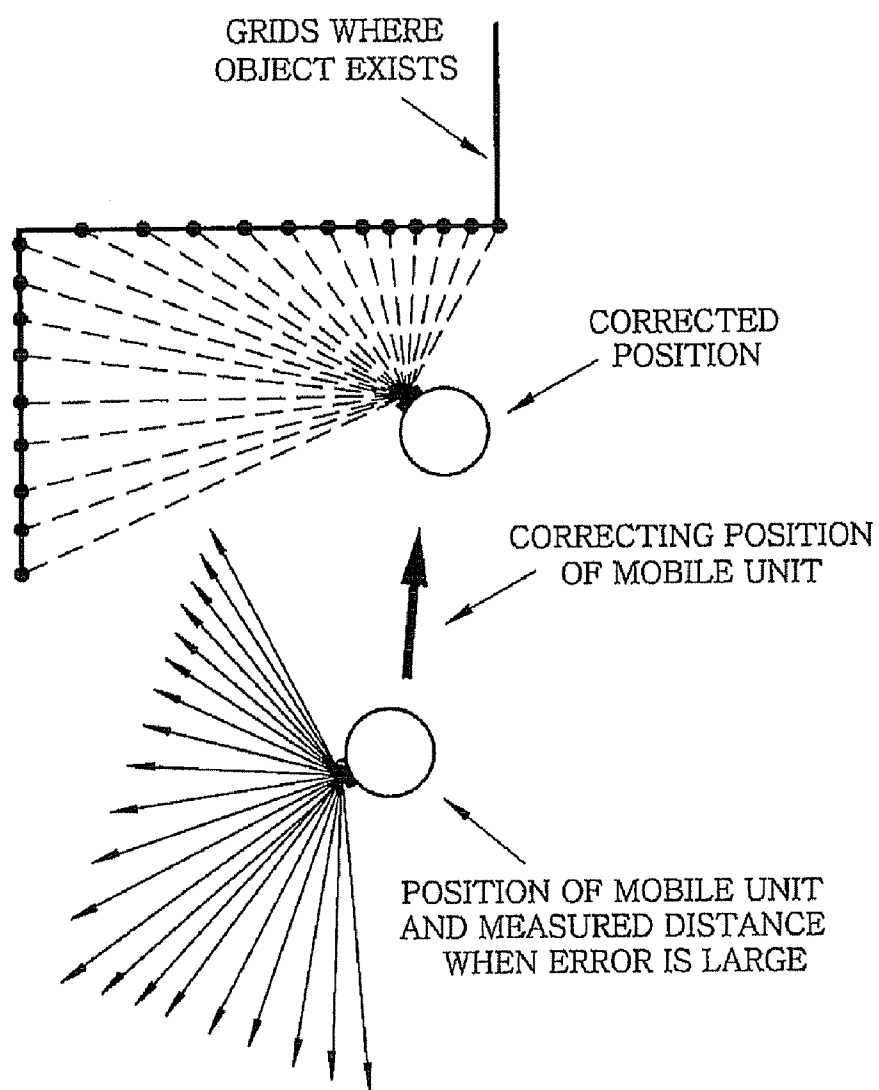 GRIDS WHERE
OBJECT EXISTS
CORRECTED
POSITION
CORRECTING POSITION
OF MOBILE UNIT
POSITION OF MOBILE UNIT
AND MEASURED DISTANCE
WHEN ERROR IS LARGE